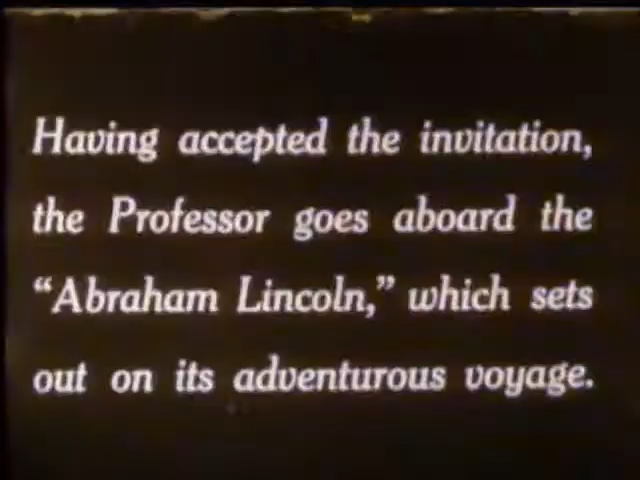 Having accepted the invitation,
the Professor goes aboard the
“Abraham Lincoln,” which sets
out on its adventurous voyage.